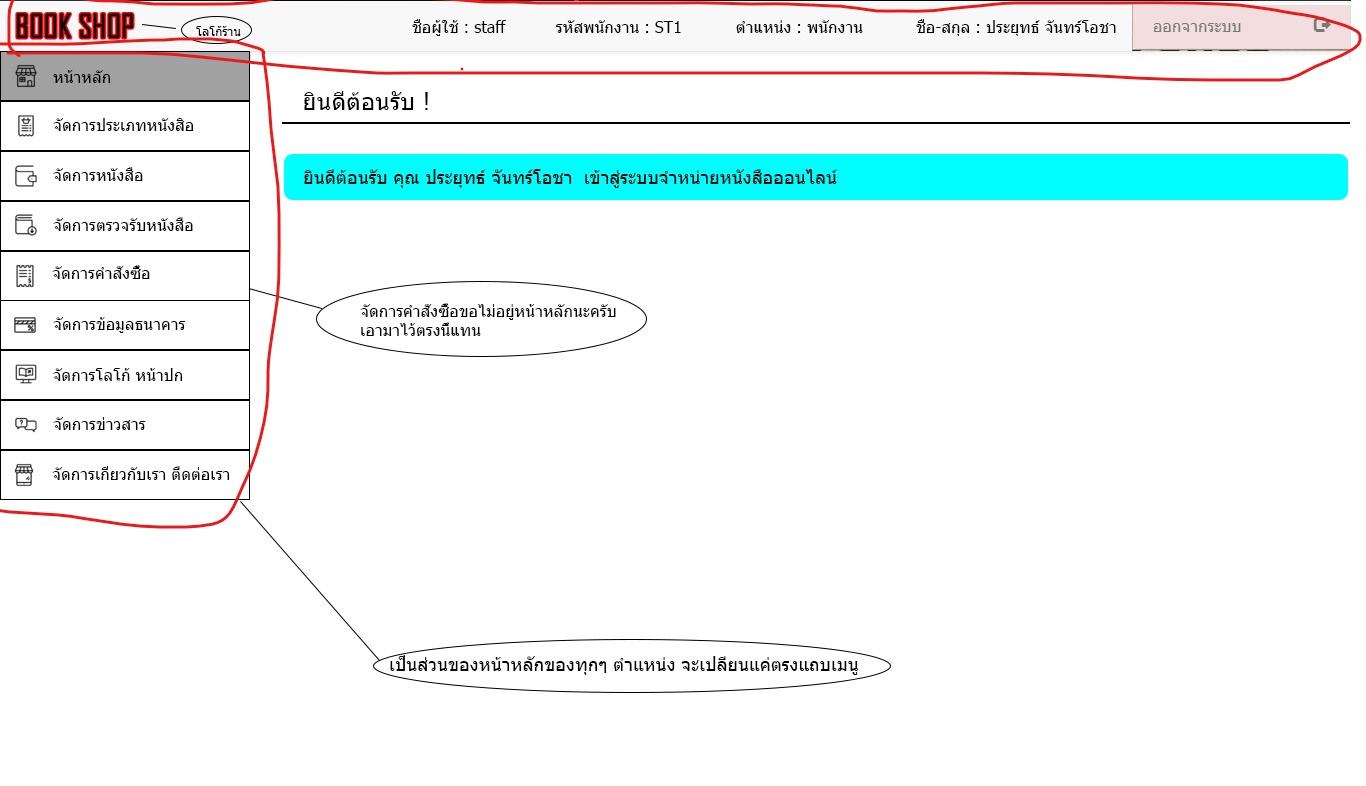 BOOK SHOP
โลโก้ร้าน
ชื่อผู้ใช้ : staff
รหัสพนักงาน : ST1
ตำแหน่ง : พนักงาน
ชื่อ-สกุล : ประยุทธ์ จันทร์โอชา
ออกจากระบบ
หน้าหลัก
จัดการประเภทหนังสือ
จัดการหนังสือ
จัดการตรวจรับหนังสือ
จัดการคำสั่งซื้อ
จัดการข้อมูลธนาคาร
จัดการโลโก้ หน้าปก
จัดการข่าวสาร
จัดการเกี่ยวกับเรา ติดต่อเรา
ยินดีต้อนรับ !
ยินดีต้อนรับ คุณ ประยุทธ์ จันทร์โอชา เข้าสู่ระบบจำหน่ายหนังสือออนไลน์
จัดการคำสั่งซื้อขอไม่อยู่หน้าหลักนะครับ
เอามาไว้ตรงนี้แทน
เป็นส่วนของหน้าหลักของทุกๆ ตำแหน่ง จะเปลี่ยนแค่ตรงแถบเมนู